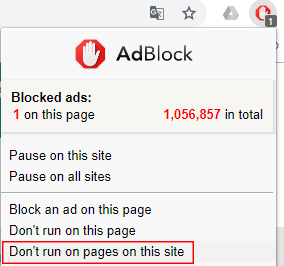 1
AdBlock
Blocked ads:
1 on this page 1,056,857 in total
Pause on this site
Pause on all sites
Block an ad on this page
Don't run on this page
Don't run on pages on this site